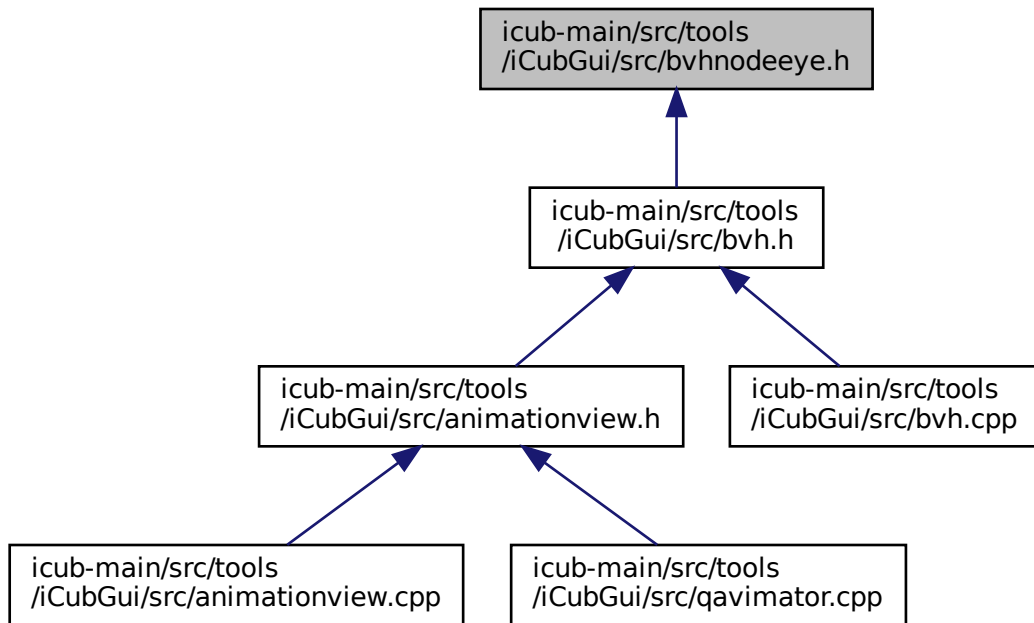 icub-main/src/tools
/iCubGui/src/bvhnodeeye.h
icub-main/src/tools
/iCubGui/src/bvh.h
icub-main/src/tools
/iCubGui/src/animationview.h
icub-main/src/tools
/iCubGui/src/bvh.cpp
icub-main/src/tools
/iCubGui/src/animationview.cpp
icub-main/src/tools
/iCubGui/src/qavimator.cpp